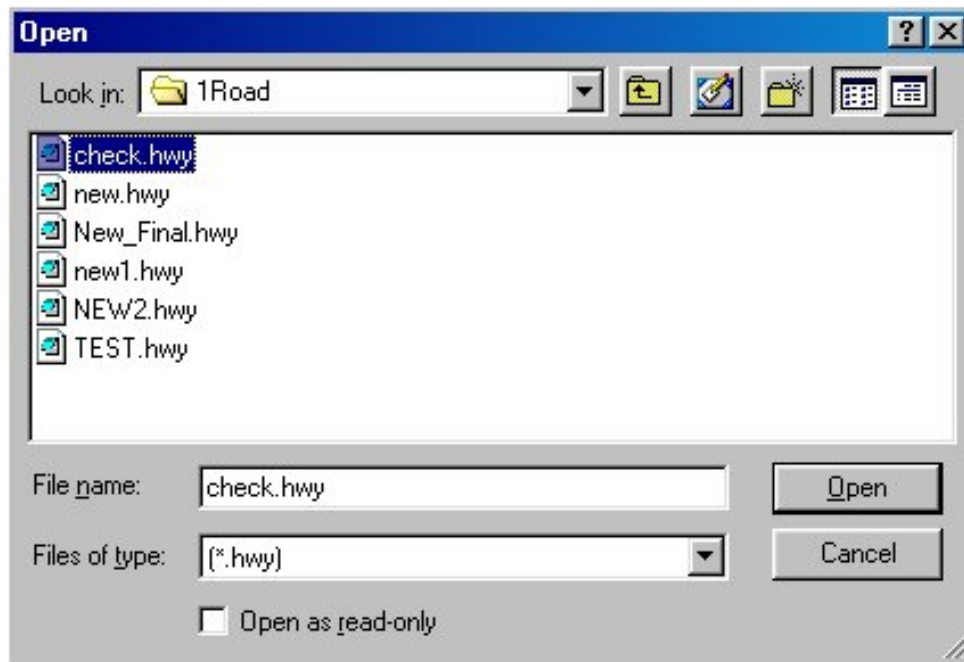 Open
Look in: 1Road
check.hwy
new.hwy
New_Final.hwy
new1.hwy
NEW2.hwy
TEST.hwy
File name: check.hwy Open
Files of type: (*.hwy) Cancel
Open as read-only